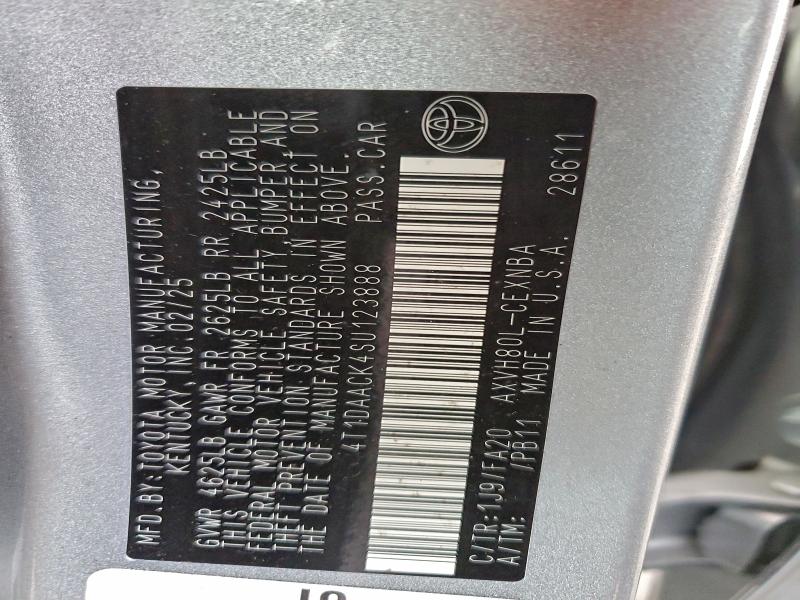 MFD.BY:TOYOTA MOTOR MANUFACTURING,
KENTUCKY, INC.02/25
GVWR 4625LB GAWR FR 2625LB RR 2425LB
THIS VEHICLE CONFORMS TO ALL APPLICABLE
FEDERAL MOTOR VEHICLE SAFETY, BUMPER, AND
THEFT PREVENTION STANDARDS IN EFFECT ON
THE DATE OF MANUFACTURE SHOWN ABOVE.
4T1DAACK4SU123888 PASS.CAR
C/TR:1J9/FA20 AXVH80L-CEXNBA
A/TM: /PB11 MADE IN U.S.A. 28611